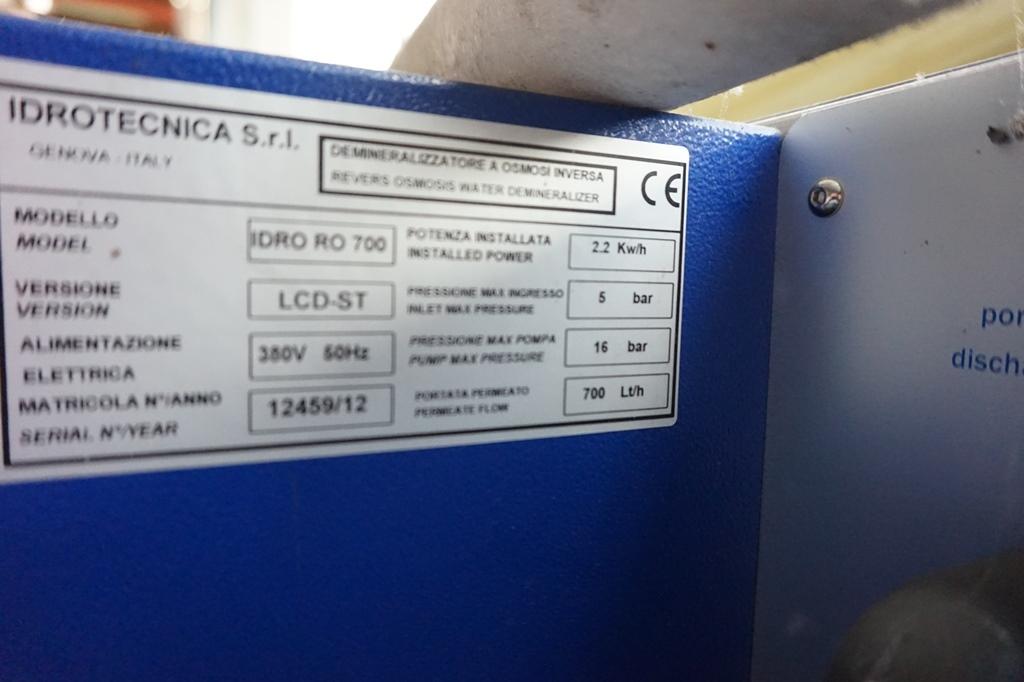 IDROTECNICA S.r.l.
GENOVA - ITALY
DEMINERALIZZATORE A OSMOSI INVERSA
REVERS OSMOSIS WATER DEMINERALIZER
CE
MODELLO
MODEL
IDRO RO 700
POTENZA INSTALLATA
INSTALLED POWER
2.2 Kw/h
VERSIONE
VERSION
LCD-ST
PRESSIONE MAX INGRESSO
INLET MAX PRESSURE
5 bar
ALIMENTAZIONE
ELETTRICA
380V 50Hz
PRESSIONE MAX POMPA
PUMP MAX PRESSURE
16 bar
MATRICOLA N°/ANNO
SERIAL N°/YEAR
12459/12
PORTATA PERMEATO
PERMEATE FLOW
700 Lt/h
por
disch